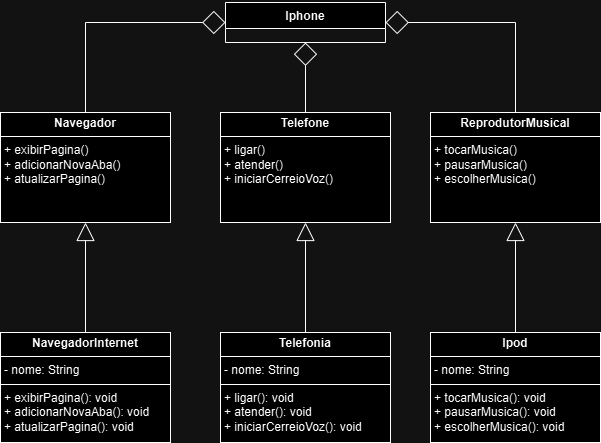 Iphone
Navegador
+ exibirPagina()
+ adicionarNovaAba()
+ atualizarPagina()
Telefone
+ ligar()
+ atender()
+ iniciarCerreioVoz()
ReprodutorMusical
+ tocarMusica()
+ pausarMusica()
+ escolherMusica()
NavegadorInternet
- nome: String
+ exibirPagina(): void
+ adicionarNovaAba(): void
+ atualizarPagina(): void
Telefonia
- nome: String
+ ligar(): void
+ atender(): void
+ iniciarCerreioVoz(): void
Ipod
- nome: String
+ tocarMusica(): void
+ pausarMusica(): void
+ escolherMusica(): void